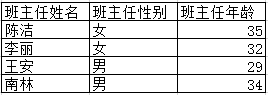 班主任姓名 班主任性别 班主任年龄
陈洁 女 35
李丽 女 32
王安 男 29
南林 男 34